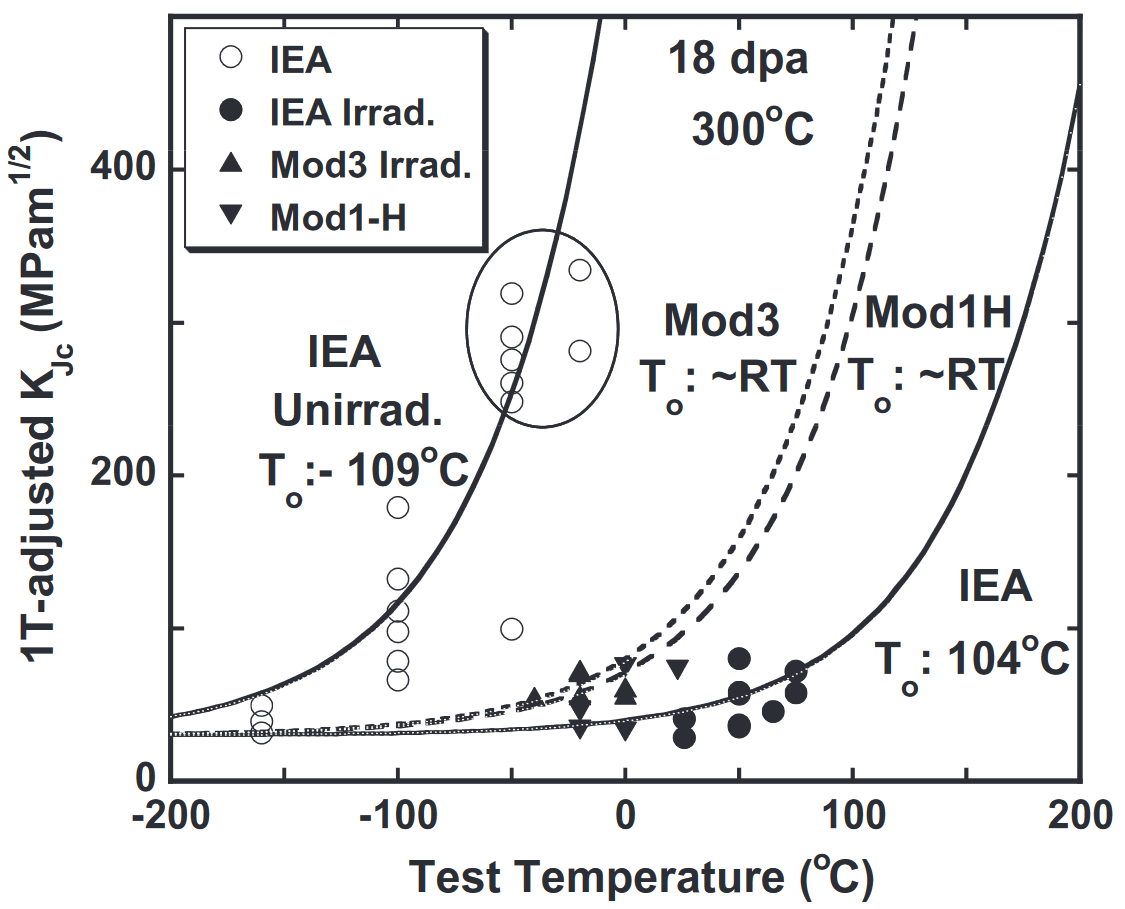 IEA
IEA Irrad.
Mod3 Irrad.
Mod1-H
18 dpa
300°C
IEA
Unirrad.
To:- 109°C
Mod3
To: ~RT
Mod1H
To: ~RT
IEA
To: 104°C
1T-adjusted KJc (MPam1/2)
400
200
0
-200
-100
0
100
200
Test Temperature (°C)